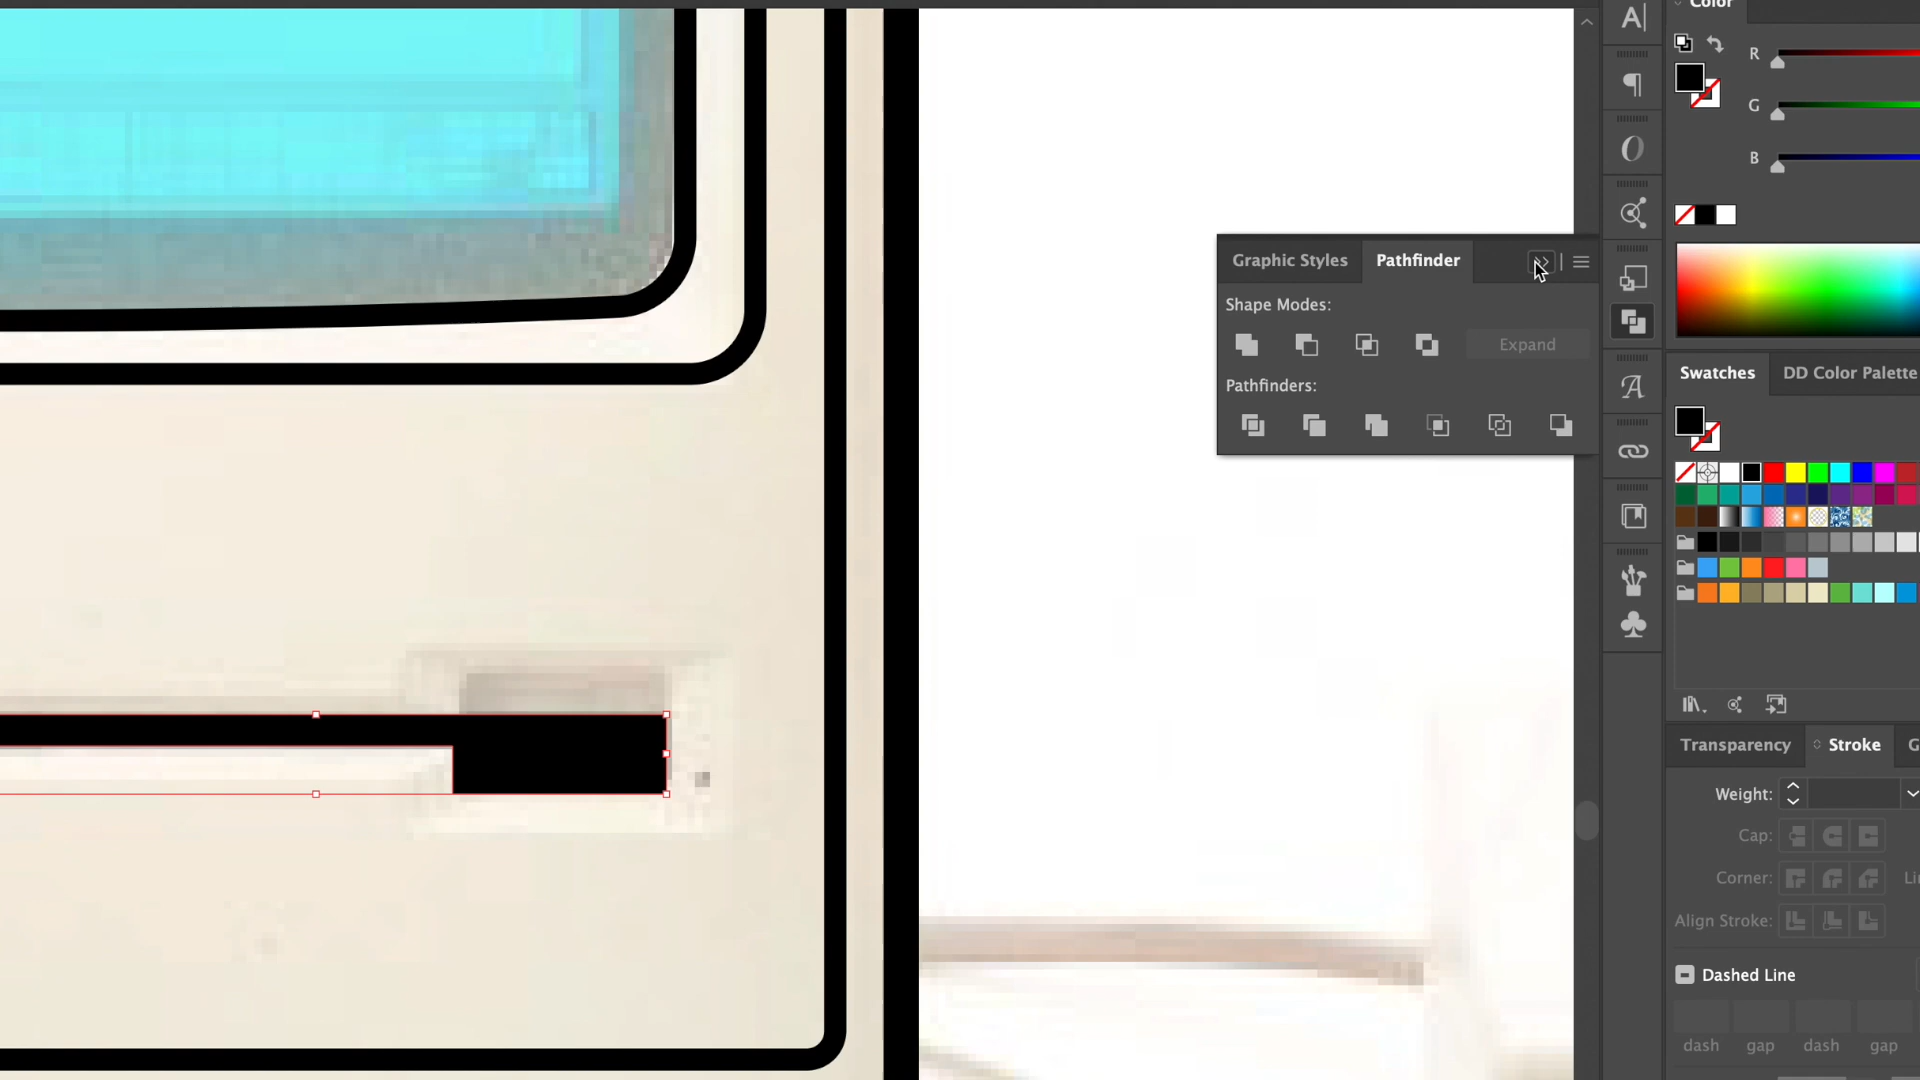 Color
R
G
B
Graphic Styles
Pathfinder
Shape Modes:
Expand
Pathfinders:
Swatches
DD Color Palette
Transparency
Stroke
G
Weight:
Cap:
Corner:
Li
Align Stroke:
Dashed Line
dash
gap
dash
gap